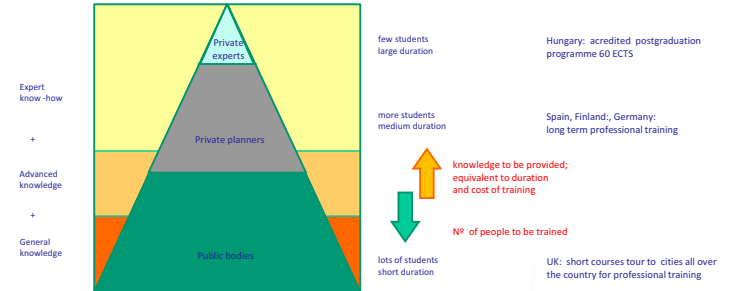 Private
experts
few students
large duration
Hungary: acredited postgraduation
programme 60 ECTS
Expert
know -how
+
more students
medium duration
Spain, Finland:, Germany:
long term professional training
Private planners
knowledge to be provided;
equivalent to duration
and cost of training
Advanced
knowledge
+
Nº of people to be trained
General
knowledge
Public bodies
lots of students
short duration
UK: short courses tour to cities all over
the country for professional training